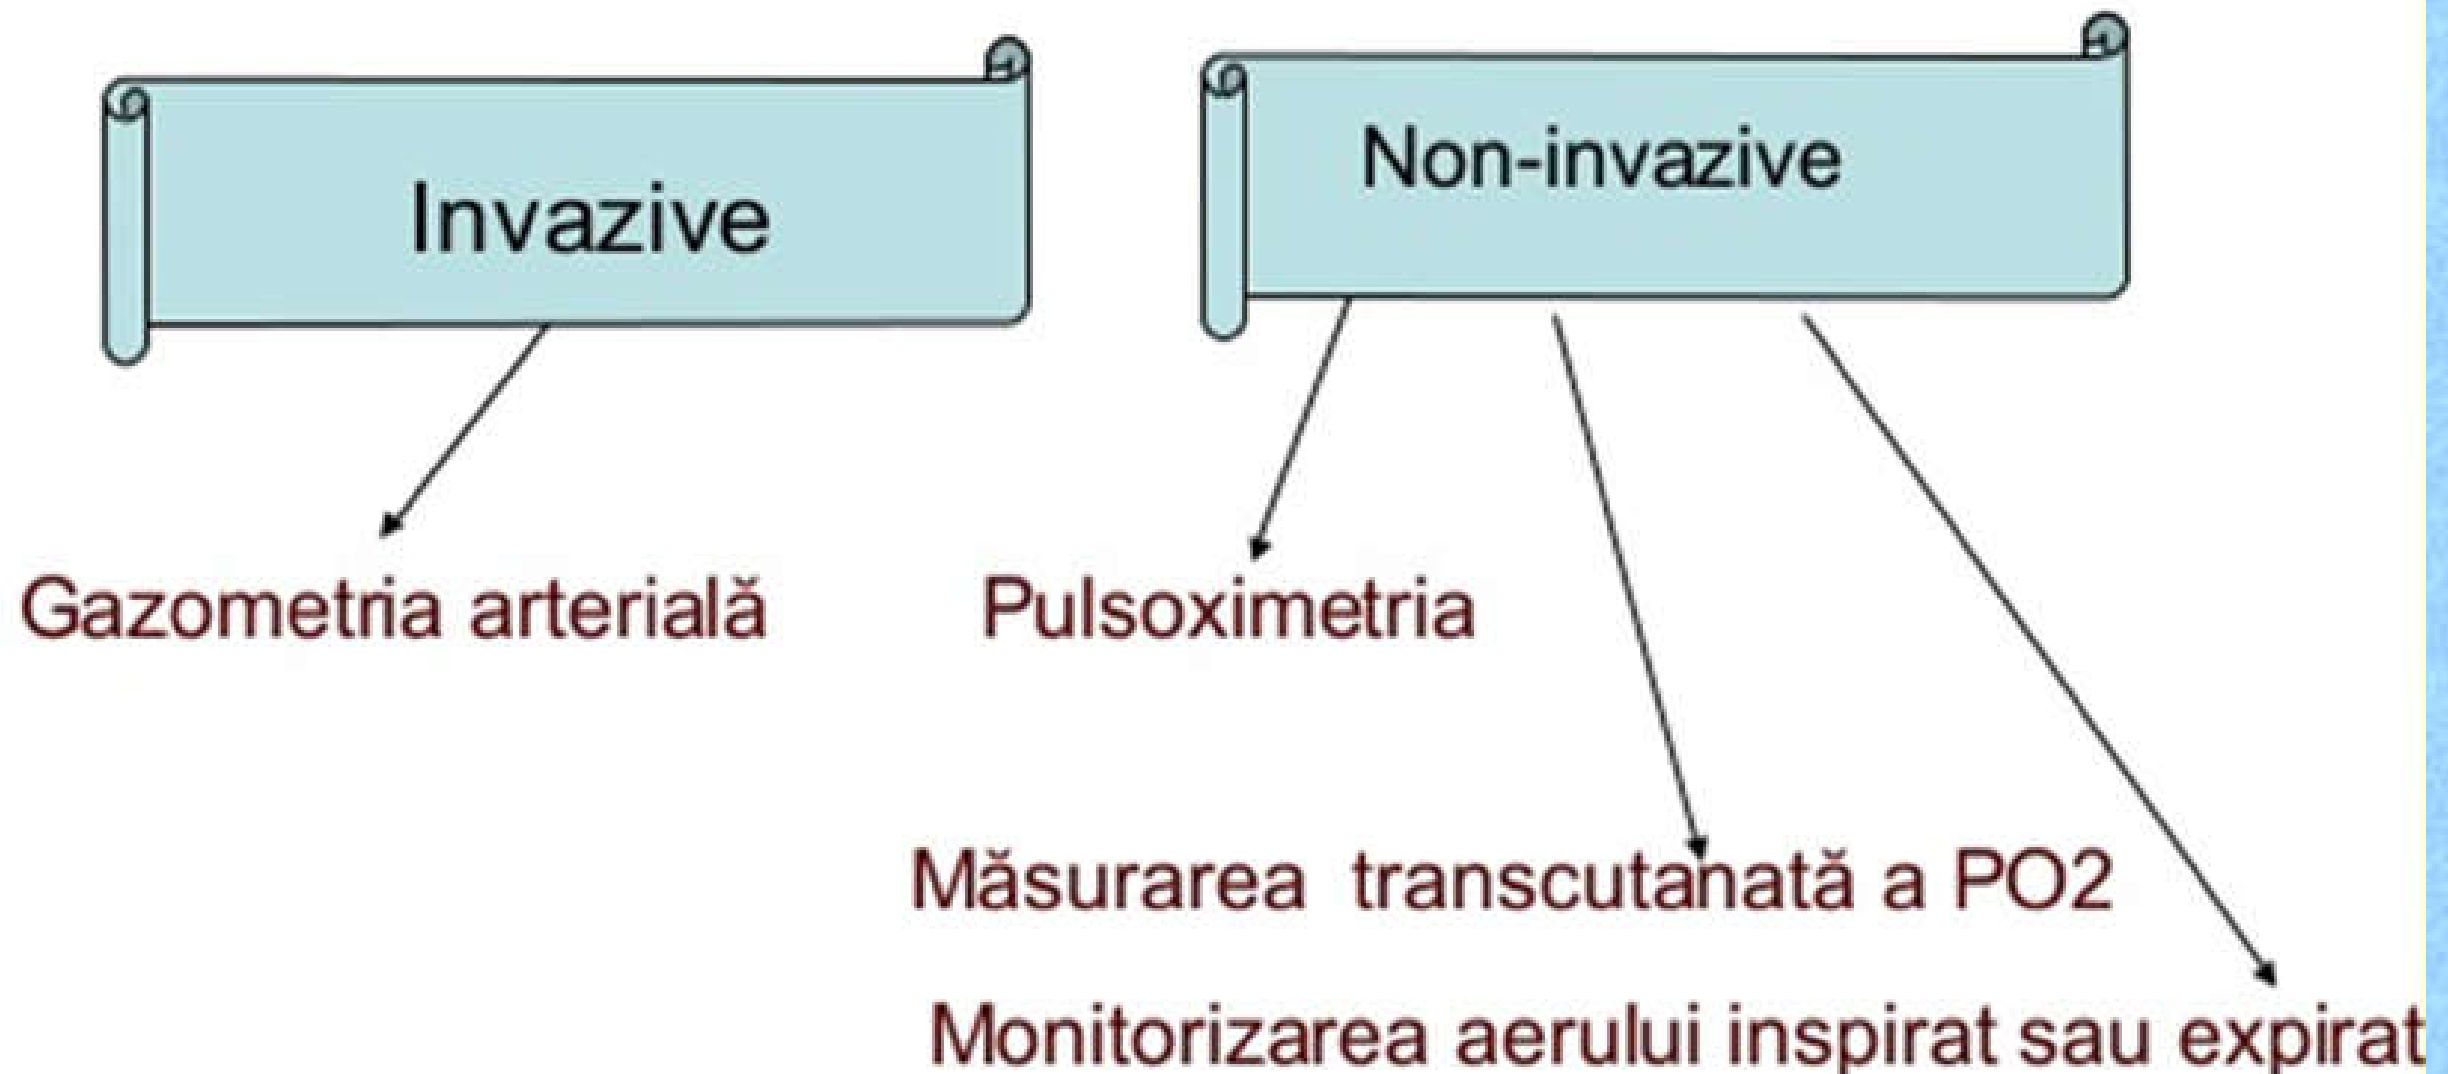 Invazive
Non-invazive
Gazometria arterială
Pulsoximetria
Măsurarea transcutanată a PO2
Monitorizarea aerului inspirat sau expirat